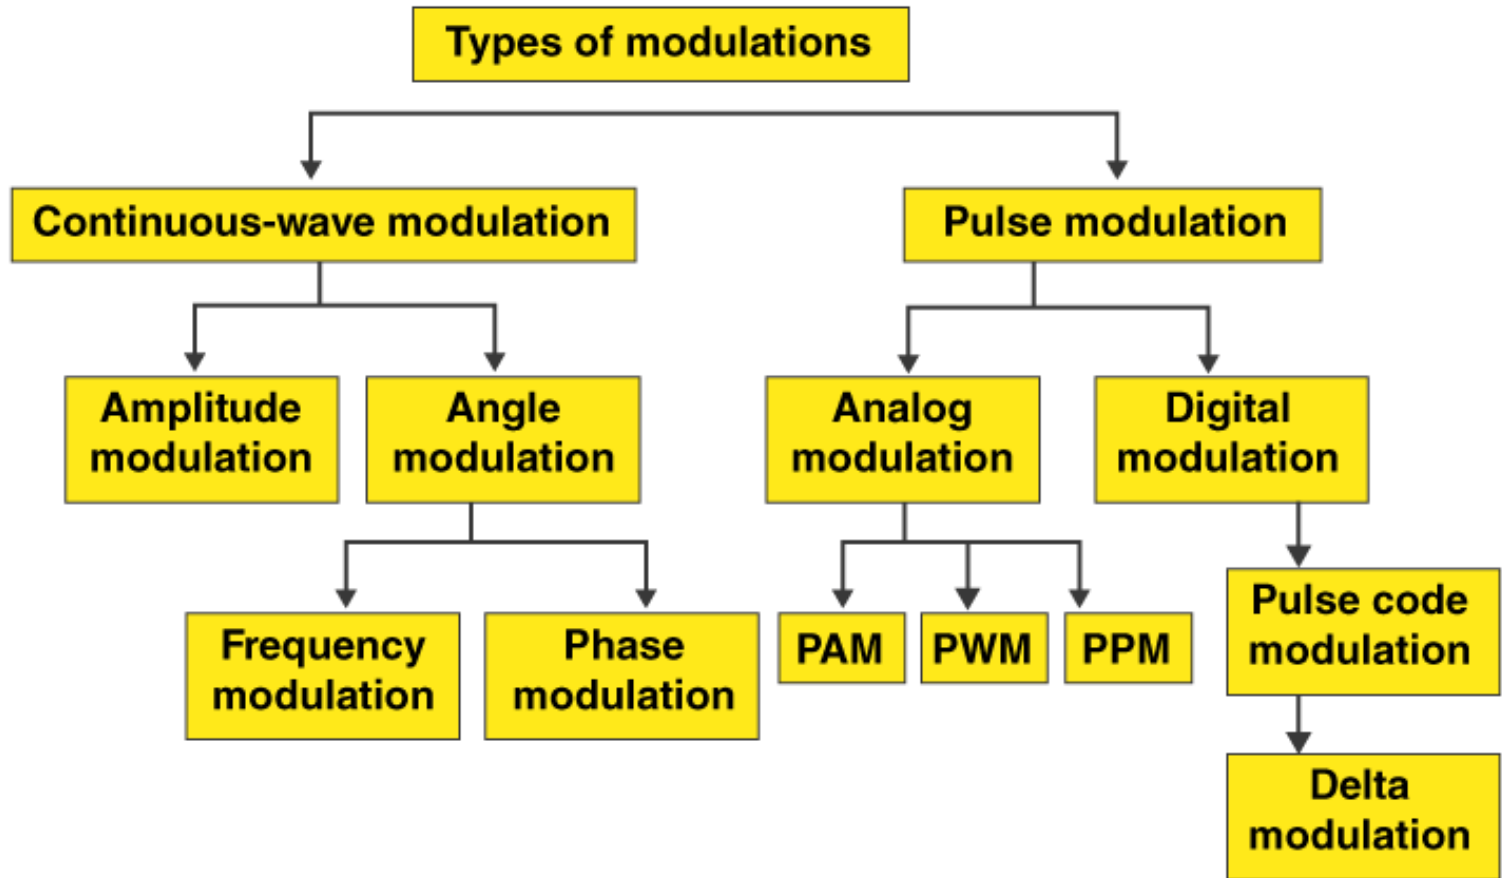 Types of modulations
Continuous-wave modulation
Pulse modulation
Amplitude
modulation
Angle
modulation
Analog
modulation
Digital
modulation
Frequency
modulation
Phase
modulation
PAM
PWM
PPM
Pulse code
modulation
Delta
modulation